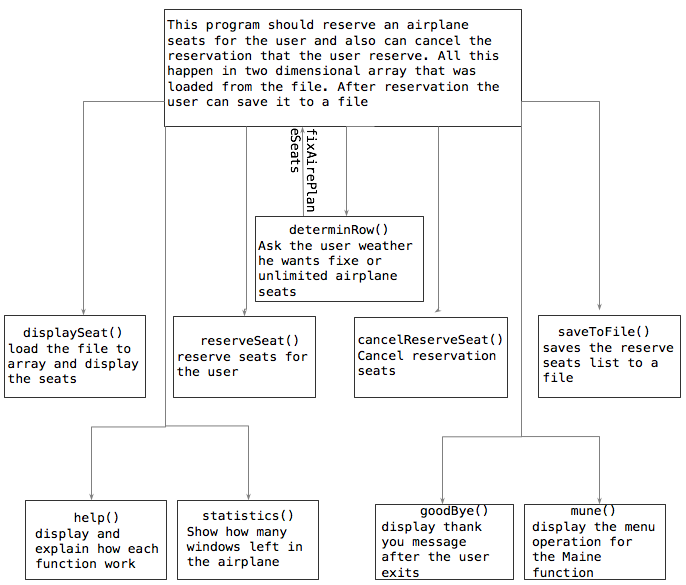 This program should reserve an airplane
seats for the user and also can cancel the
reservation that the user reserve. All this
happen in two dimensional array that was
loaded from the file. After reservation the
user can save it to a file
fixAirePlan
eSeats
determinRow()
Ask the user weather
he wants fixe or
unlimited airplane
seats
displaySeat()
load the file to
array and display
the seats
reserveSeat()
reserve seats for
the user
cancelReserveSeat()
Cancel reservation
seats
saveToFile()
saves the reserve
seats list to a
file
help()
display and
explain how each
function work
statistics()
Show how many
windows left in
the airplane
goodBye()
display thank
you message
after the user
exits
mune()
display the menu
operation for
the Maine
function